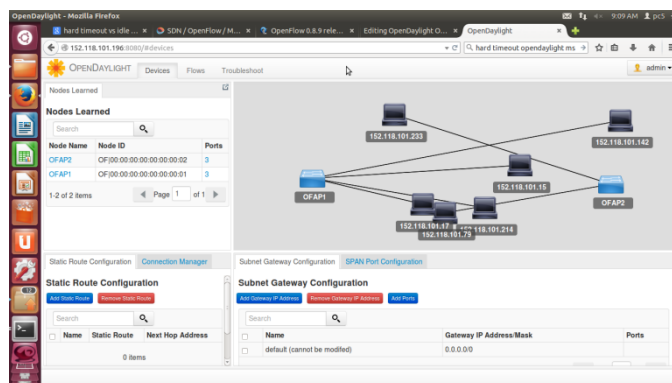 OpenDaylight - Mozilla Firefox
9:09 AM
pc5
hard timeout vs idle ...
SDN / OpenFlow / M...
OpenFlow 0.8.9 rele...
Editing OpenDaylight O...
OpenDaylight
152.118.101.196:8080/#devices
hard timeout opendaylight ms
OPENDAYLIGHT
Devices
Flows
Troubleshoot
admin
Nodes Learned
Nodes Learned
Search
Node Name Node ID Ports
OFAP2 OF|00:00:00:00:00:00:00:02 3
OFAP1 OF|00:00:00:00:00:00:00:01 3
1-2 of 2 items Page 1 of 1
152.118.101.233
152.118.101.142
152.118.101.15
OFAP1
OFAP2
152.118.101.17
118.101.214
152.118.101.79
Static Route Configuration Connection Manager
Static Route Configuration
Add Static Route Remove Static Route
Search
Name Static Route Next Hop Address
0 items
Subnet Gateway Configuration SPAN Port Configuration
Subnet Gateway Configuration
Add Gateway IP Address Remove Gateway IP Address Add Ports
Search
Name Gateway IP Address/Mask Ports
default (cannot be modifed) 0.0.0.0/0